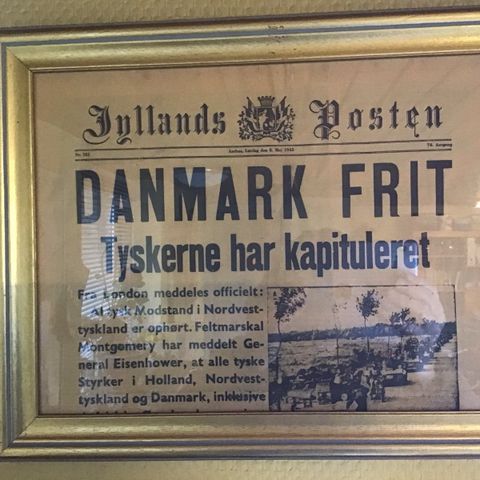 Jyllands Posten
Aarhus, Lørdag den 5. Maj 1945
74. Aargang
DANMARK FRIT
Tyskerne har kapituleret
Fra London meddeles officielt:
Al tysk Modstand i Nordvest-
tyskland er ophørt. Feltmarskal
Montgomery har meddelt Ge-
neral Eisenhower, at alle tyske
Styrker i Holland, Nordvest-
tyskland og Danmark, inklusive